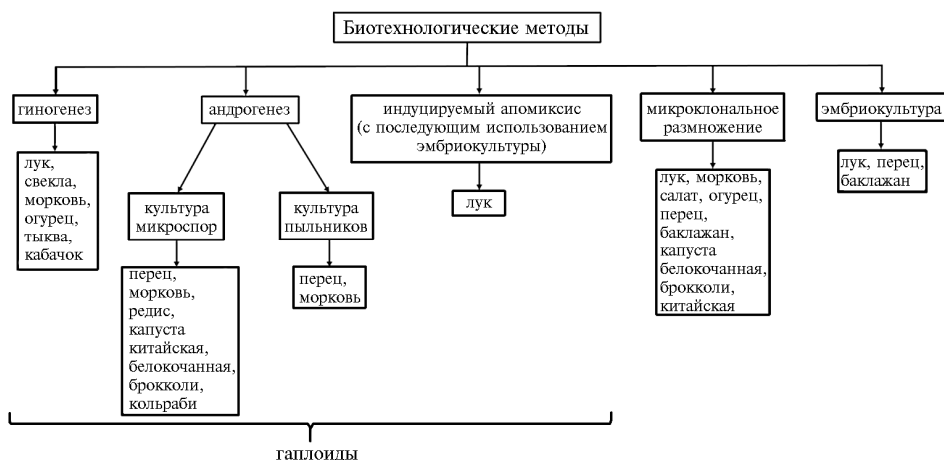 Биотехнологические методы
гиногенез
лук,
свекла,
морковь,
огурец,
тыква,
кабачок
андрогенез
культура
микроспор
перец,
морковь,
редис,
капуста
китайская,
белокочанная,
брокколи,
кольраби
культура
пыльников
перец,
морковь
индуцируемый апомиксис
(с последующим использованием
эмбриокультуры)
лук
микроклональное
размножение
лук, морковь,
салат, огурец,
перец,
баклажан,
капуста
белокочанная,
брокколи,
китайская
эмбриокультура
лук, перец,
баклажан
гаплоиды